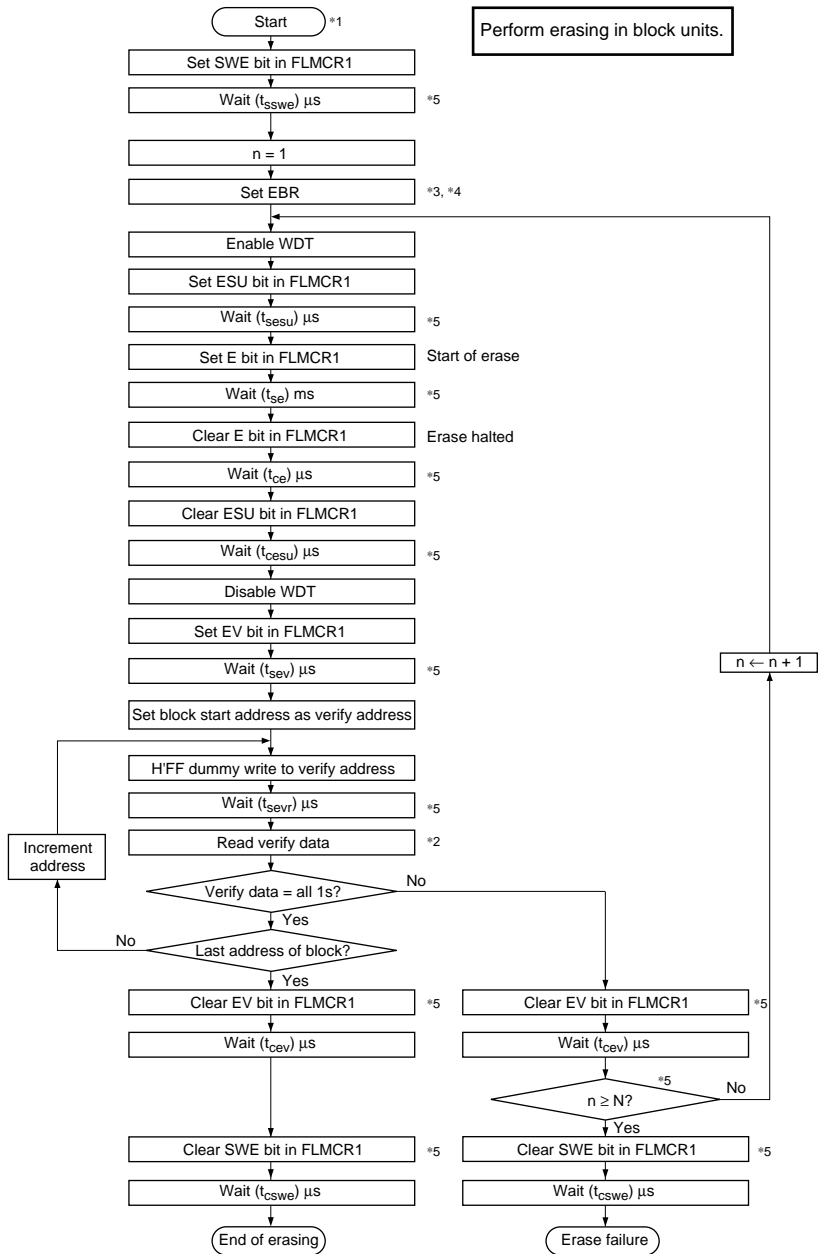 Start *1
Perform erasing in block units.
Set SWE bit in FLMCR1
Wait (tsswe) μs *5
n = 1
Set EBR *3, *4
Enable WDT
Set ESU bit in FLMCR1
Wait (tsesu) μs *5
Set E bit in FLMCR1 Start of erase
Wait (tse) ms *5
Clear E bit in FLMCR1 Erase halted
Wait (tce) μs *5
Clear ESU bit in FLMCR1
Wait (tcesu) μs *5
Disable WDT
Set EV bit in FLMCR1
n ← n + 1
Wait (tsev) μs *5
Set block start address as verify address
H'FF dummy write to verify address
Wait (tsevr) μs *5
Increment
address
Read verify data *2
Verify data = all 1s?
No
Yes
No
Last address of block?
Yes
Clear EV bit in FLMCR1 *5
Wait (tcev) μs
Clear SWE bit in FLMCR1 *5
Wait (tcswe) μs
End of erasing
Clear EV bit in FLMCR1 *5
Wait (tcev) μs
*5
n ≥ N?
No
Yes
Clear SWE bit in FLMCR1 *5
Wait (tcswe) μs
Erase failure